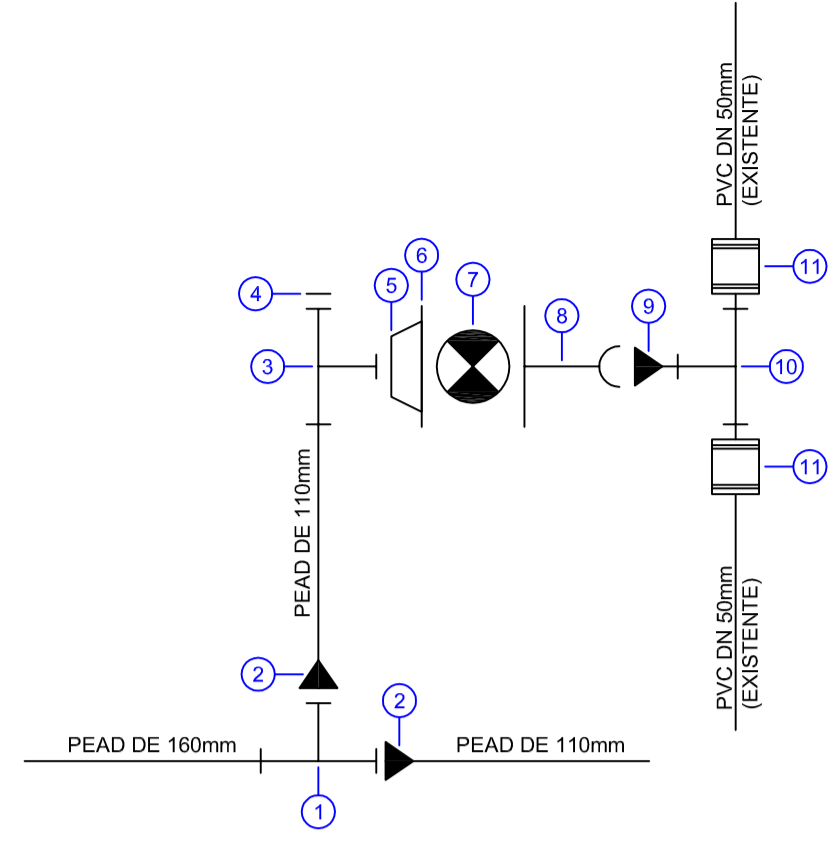 PVC DN 50mm
(EXISTENTE)
11
6
5
7
4
9
8
3
10
11
PEAD DE 110mm
PVC DN 50mm
(EXISTENTE)
2
2
PEAD DE 160mm
PEAD DE 110mm
1